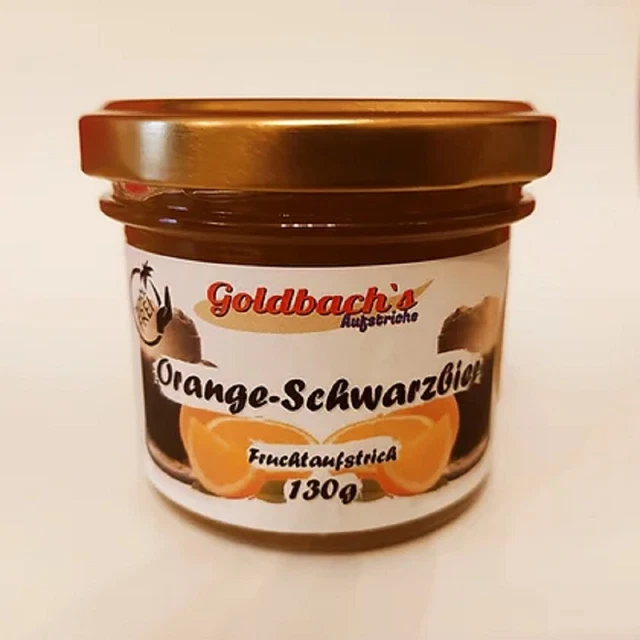 Goldbach`s
Aufstriche
Orange-Schwarzbier
Fruchtaufstrich
130g